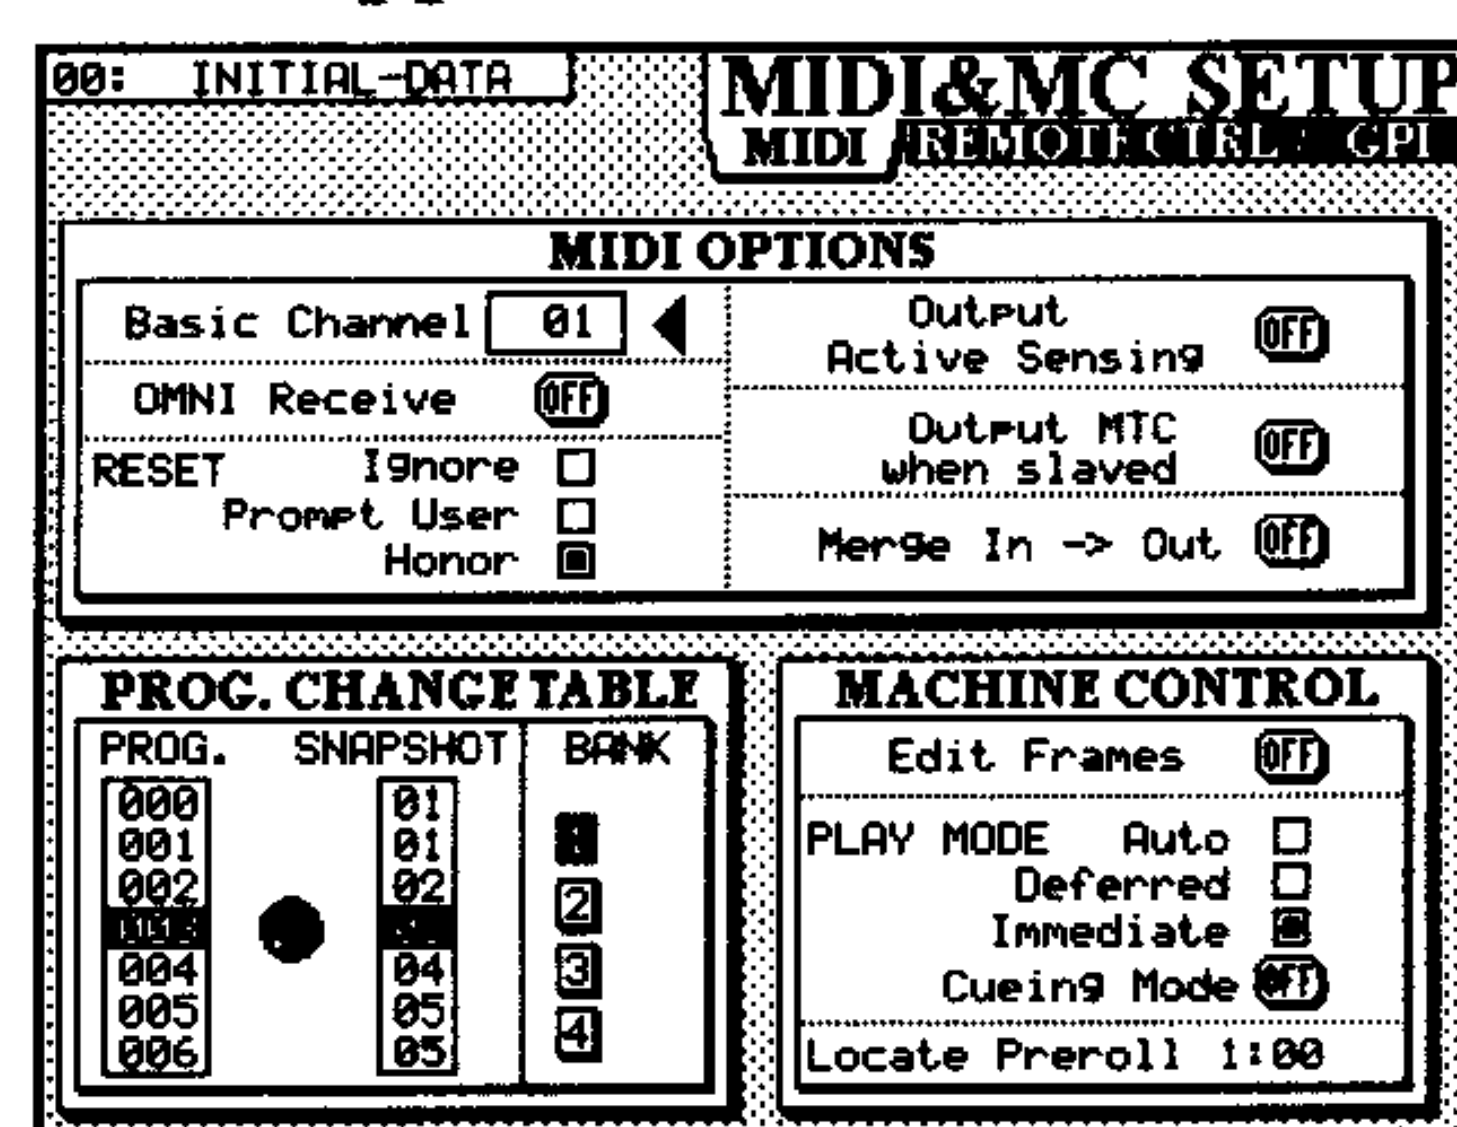 00: INITIAL-DATA
MIDI&MC SETUP
MIDI REMOTE CTRL GPI
MIDI OPTIONS
Basic Channel 01
OMNI Receive OFF
RESET Ignore
Prompt User
Honor
Output
Active Sensing OFF
Output MTC
when slaved OFF
Merge In -> Out OFF
PROG. CHANGE TABLE
PROG. SNAPSHOT BANK
000 01
001 01
002 02
004 04
005 05
006 05
1
2
3
4
MACHINE CONTROL
Edit Frames OFF
PLAY MODE Auto
Deferred
Immediate
Cueing Mode OFF
Locate Preroll 1:00